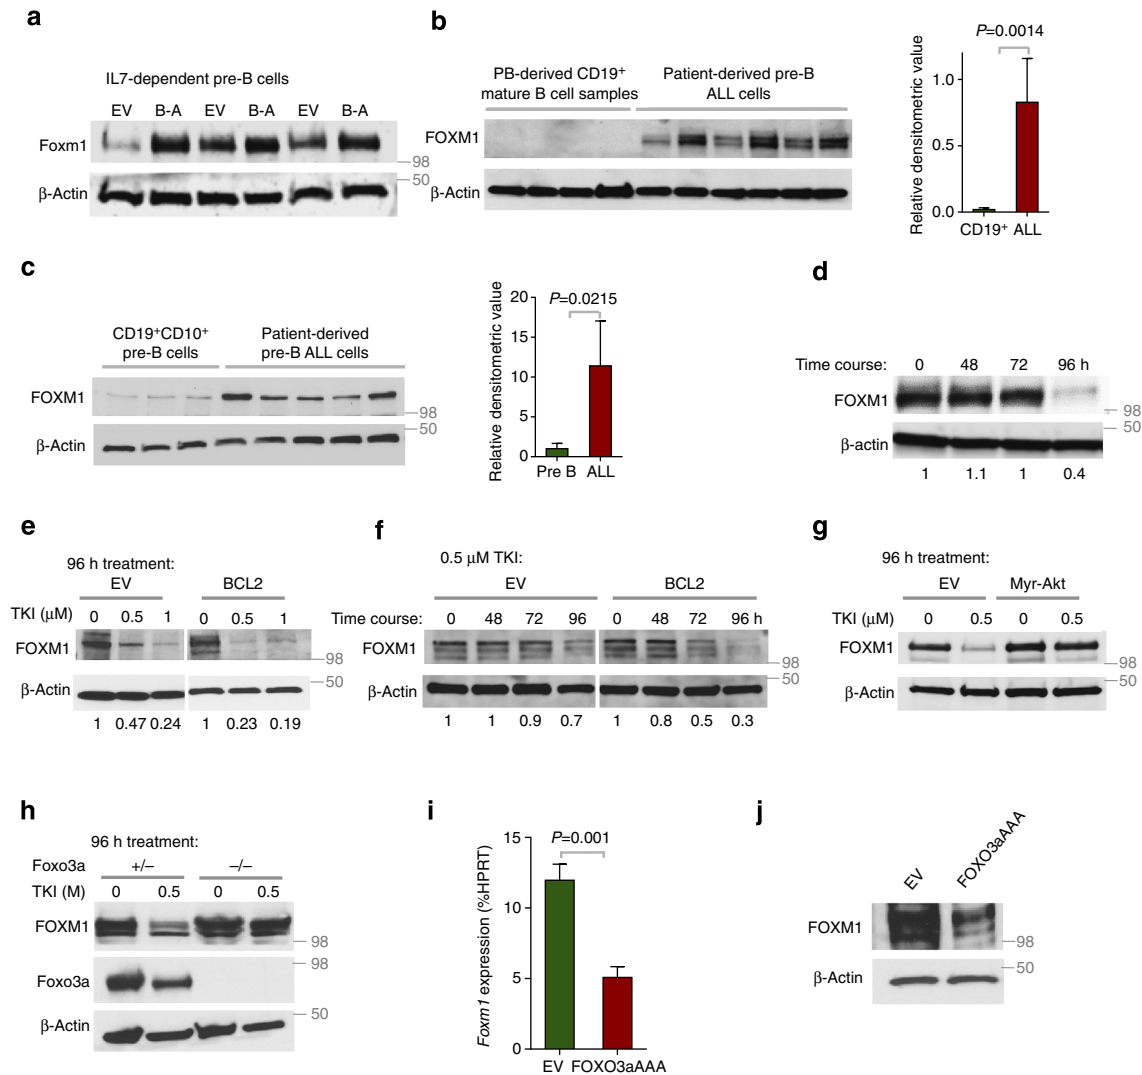 a
IL7-dependent pre-B cells
EV B-A EV B-A EV B-A
Foxm1
98
50
β-Actin
b
PB-derived CD19⁺
mature B cell samples
Patient-derived pre-B
ALL cells
FOXM1
β-Actin
P=0.0014
Relative densitometric value
1.0
0.5
0.0
CD19⁺ ALL
c
CD19⁺CD10⁺
pre-B cells
Patient-derived
pre-B ALL cells
FOXM1
98
50
β-Actin
P=0.0215
Relative densitometric value
20
15
10
5
0
Pre B ALL
d
Time course: 0 48 72 96 h
FOXM1
98
50
β-actin
1 1.1 1 0.4
e
96 h treatment:
EV BCL2
TKI (μM) 0 0.5 1 0 0.5 1
FOXM1
98
50
β-Actin
1 0.47 0.24 1 0.23 0.19
f
0.5 μM TKI:
EV BCL2
Time course: 0 48 72 96 0 48 72 96 h
FOXM1
98
50
β-Actin
1 1 0.9 0.7 1 0.8 0.5 0.3
g
96 h treatment:
EV Myr-Akt
TKI (μM) 0 0.5 0 0.5
FOXM1
98
50
β-Actin
h
96 h treatment:
Foxo3a +/– –/–
TKI (M) 0 0.5 0 0.5
FOXM1
98
98
Foxo3a
50
β-Actin
i
P=0.001
Foxm1 expression (%HPRT)
15
10
5
0
EV FOXO3aAAA
j
EV FOXO3aAAA
FOXM1
98
50
β-Actin